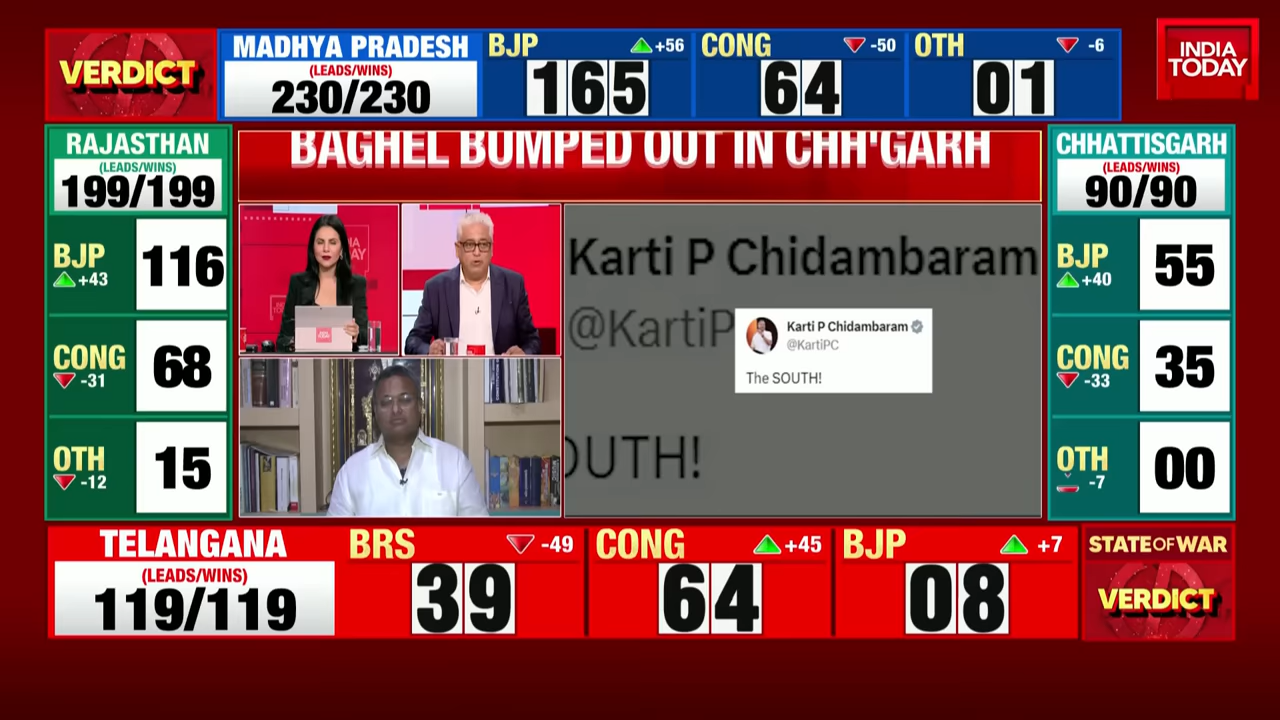 VERDICT
MADHYA PRADESH
(LEADS/WINS)
230/230
BJP +56
165
CONG -50
64
OTH -6
01
INDIA
TODAY
RAJASTHAN
(LEADS/WINS)
199/199
BJP
+43
116
CONG
-31
68
OTH
-12
15
BAGHEL BUMPED OUT IN CHH'GARH
Karti P Chidambaram
@KartiP
OUTH!
Karti P Chidambaram
@KartiPC
The SOUTH!
CHHATTISGARH
(LEADS/WINS)
90/90
BJP
+40
55
CONG
-33
35
OTH
-7
00
TELANGANA
(LEADS/WINS)
119/119
BRS -49
39
CONG +45
64
BJP +7
08
STATE OF WAR
VERDICT